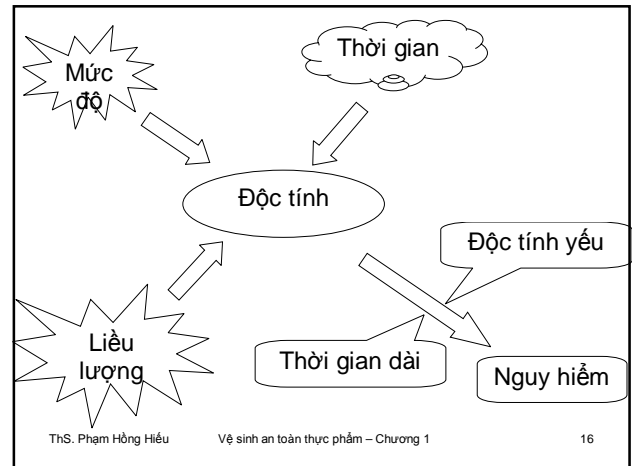 Mức
độ
Thời gian
Độc tính
Độc tính yếu
Liều
lượng
Thời gian dài
Nguy hiểm
ThS. Phạm Hồng Hiếu Vệ sinh an toàn thực phẩm – Chương 1 16